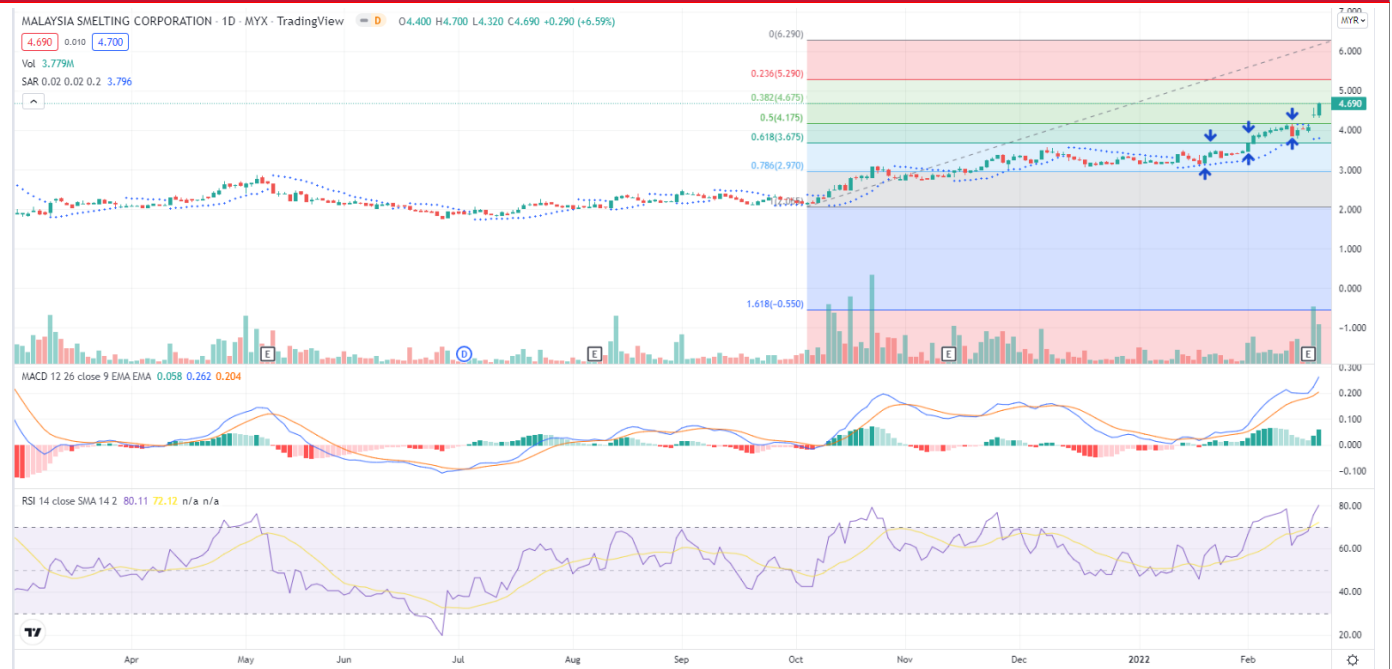 MALAYSIA SMELTING CORPORATION · 1D · MYX · TradingView D O4.400 H4.700 L4.320 C4.690 +0.290 (+6.59%)
4.690 0.010 4.700
Vol 3.779M
SAR 0.02 0.02 0.2 3.796
0(6.290)
0.236(5.290)
0.382(4.675)
0.5(4.175)
0.618(3.675)
0.786(2.970)
1.618(−0.550)
7.000
MYR
6.000
5.000
4.690
4.000
3.000
2.000
1.000
0.000
−1.000
E D E E E
MACD 12 26 close 9 EMA EMA 0.058 0.262 0.204
0.300
0.200
0.100
0.000
−0.100
RSI 14 close SMA 14 2 80.11 72.12 n/a n/a
80.00
60.00
40.00
20.00
Apr May Jun Jul Aug Sep Oct Nov Dec 2022 Feb